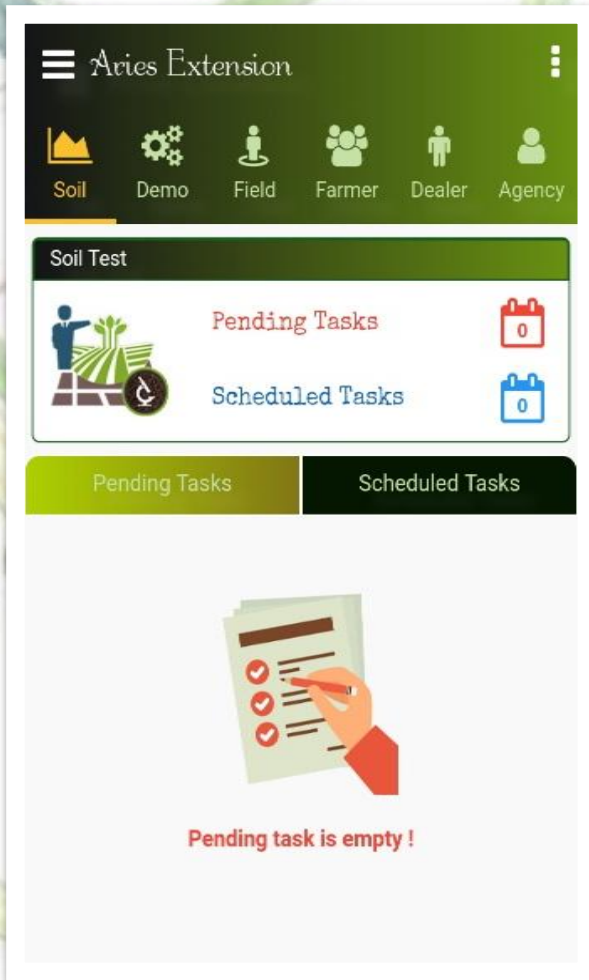 Aries Extension
Soil Demo Field Farmer Dealer Agency
Soil Test
Pending Tasks 0
Scheduled Tasks 0
Pending Tasks Scheduled Tasks
Pending task is empty !